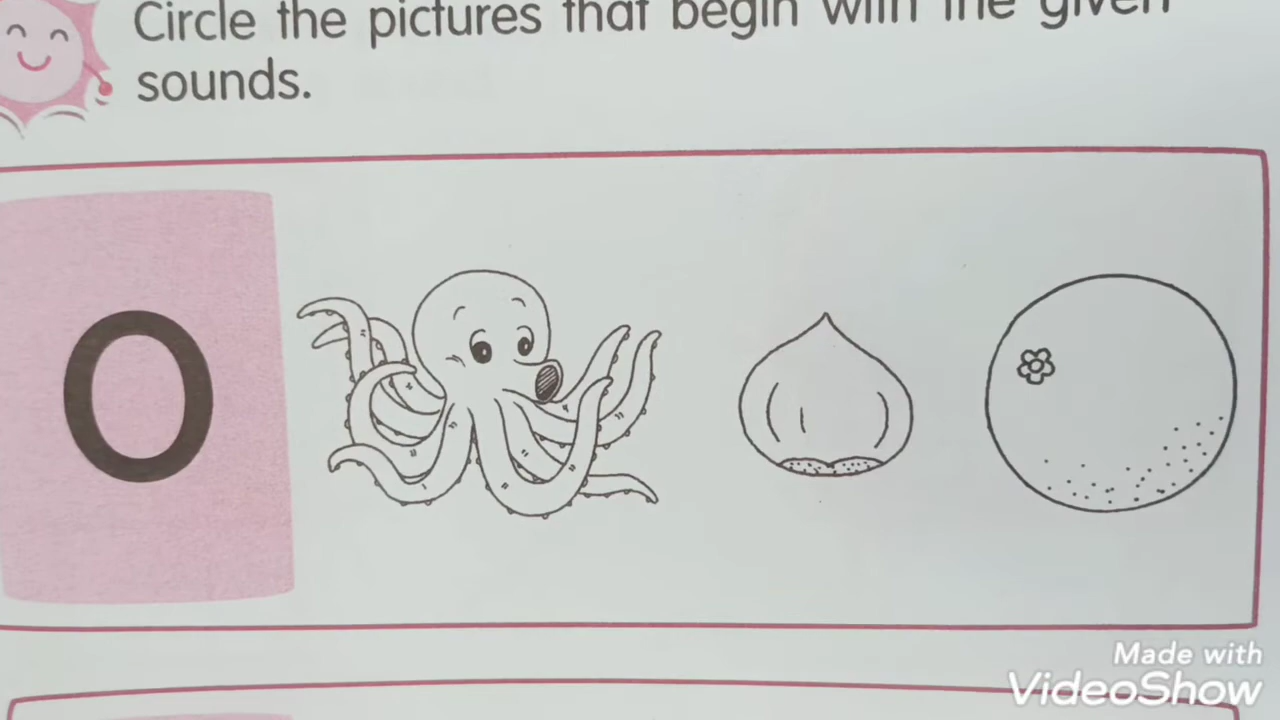 Circle the pictures that begin with the given
sounds.
o
Made with
VideoShow